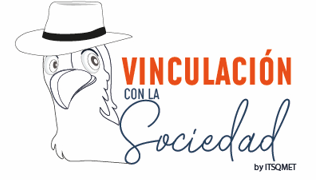 VINCULACIÓN
CON LA
Sociedad
by ITSQMET